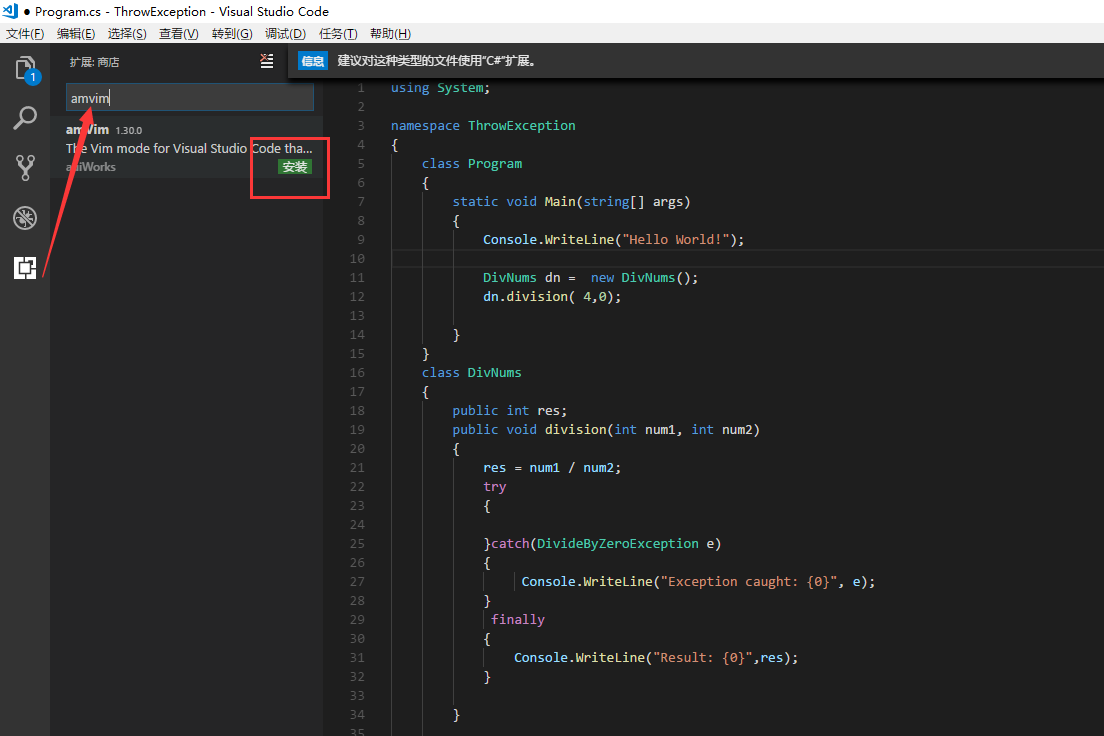 ● Program.cs - ThrowException - Visual Studio Code
文件(F) 编辑(E) 选择(S) 查看(V) 转到(G) 调试(D) 任务(T) 帮助(H)
扩展: 商店
信息 建议对这种类型的文件使用“C#”扩展。
1
amvim
amVim 1.30.0
The Vim mode for Visual Studio Code tha...
auiWorks
安装
1 using System;
2
3 namespace ThrowException
4 {
5 class Program
6 {
7 static void Main(string[] args)
8 {
9 Console.WriteLine("Hello World!");
10
11 DivNums dn =  new DivNums();
12 dn.division( 4,0);
13
14 }
15 }
16 class DivNums
17 {
18 public int res;
19 public void division(int num1, int num2)
20 {
21 res = num1 / num2;
22 try
23 {
24
25 }catch(DivideByZeroException e)
26 {
27 Console.WriteLine("Exception caught: {0}", e);
28 }
29 finally
30 {
31 Console.WriteLine("Result: {0}",res);
32 }
33
34 }
35